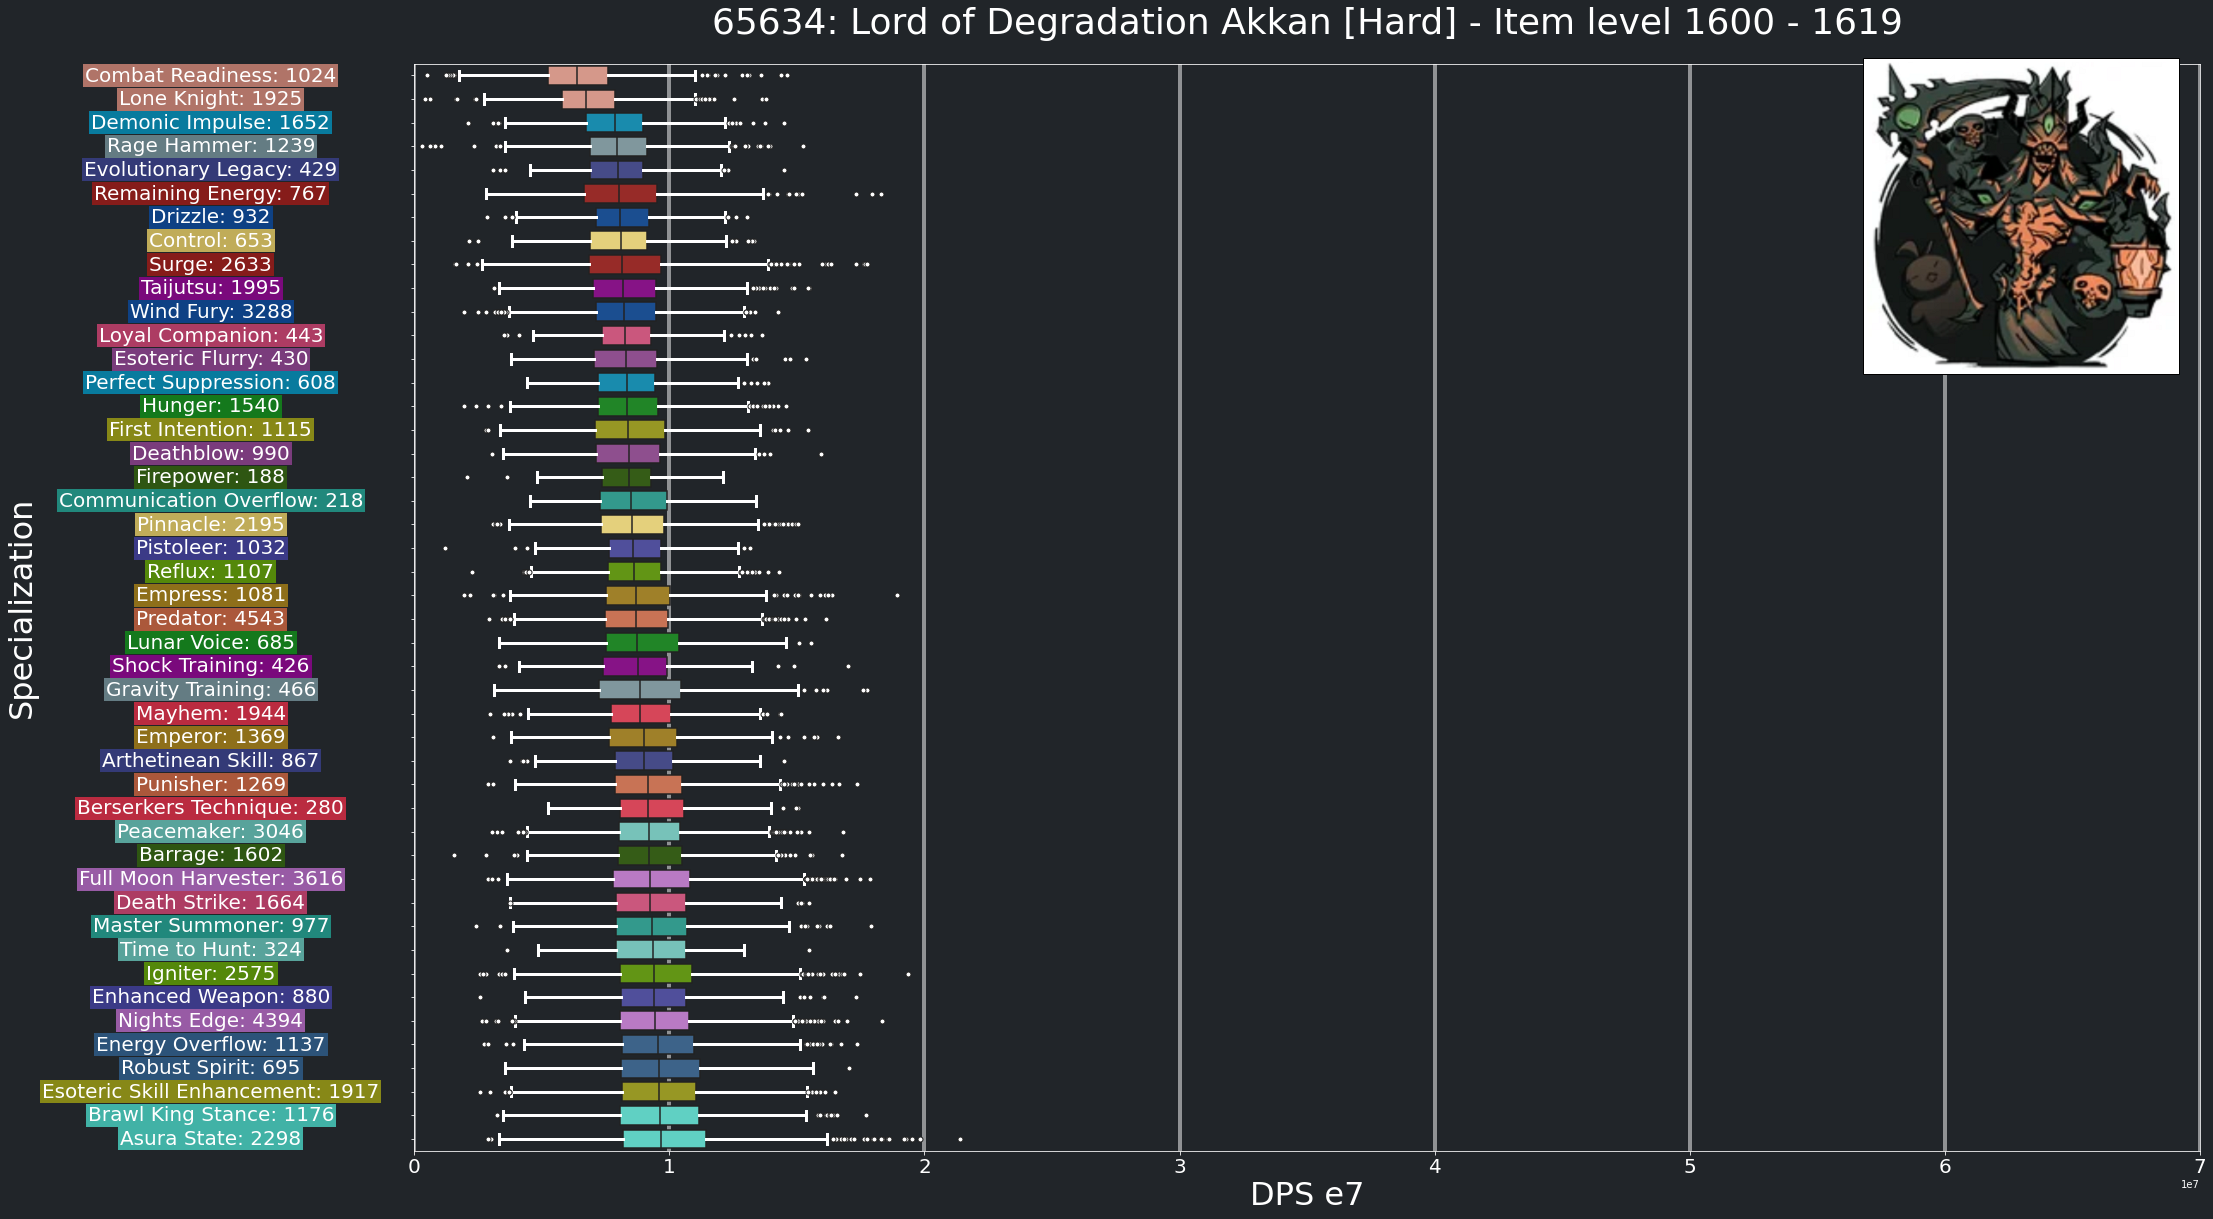 65634: Lord of Degradation Akkan [Hard] - Item level 1600 - 1619
Specialization
Combat Readiness: 1024
Lone Knight: 1925
Demonic Impulse: 1652
Rage Hammer: 1239
Evolutionary Legacy: 429
Remaining Energy: 767
Drizzle: 932
Control: 653
Surge: 2633
Taijutsu: 1995
Wind Fury: 3288
Loyal Companion: 443
Esoteric Flurry: 430
Perfect Suppression: 608
Hunger: 1540
First Intention: 1115
Deathblow: 990
Firepower: 188
Communication Overflow: 218
Pinnacle: 2195
Pistoleer: 1032
Reflux: 1107
Empress: 1081
Predator: 4543
Lunar Voice: 685
Shock Training: 426
Gravity Training: 466
Mayhem: 1944
Emperor: 1369
Arthetinean Skill: 867
Punisher: 1269
Berserkers Technique: 280
Peacemaker: 3046
Barrage: 1602
Full Moon Harvester: 3616
Death Strike: 1664
Master Summoner: 977
Time to Hunt: 324
Igniter: 2575
Enhanced Weapon: 880
Nights Edge: 4394
Energy Overflow: 1137
Robust Spirit: 695
Esoteric Skill Enhancement: 1917
Brawl King Stance: 1176
Asura State: 2298
0 1 2 3 4 5 6 7
1e7
DPS e7